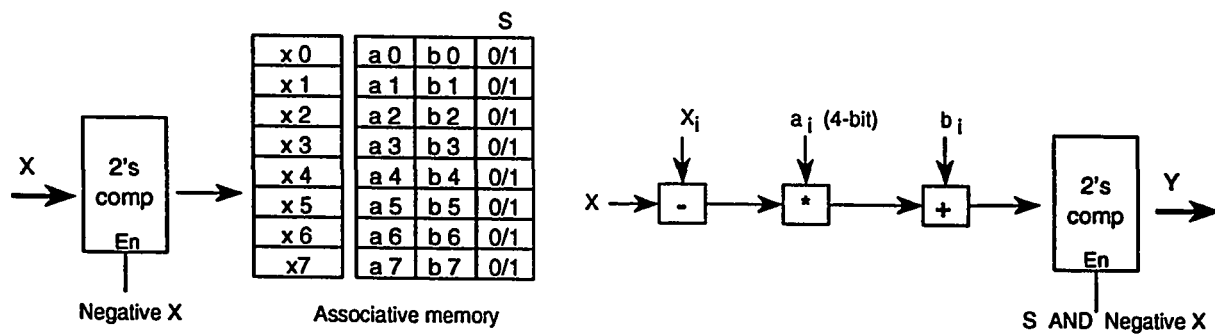 S
x 0 a 0 b 0 0/1
x 1 a 1 b 1 0/1
x 2 a 2 b 2 0/1
x 3 a 3 b 3 0/1
x 4 a 4 b 4 0/1
x 5 a 5 b 5 0/1
x 6 a 6 b 6 0/1
x7 a 7 b 7 0/1
X
2's
comp
En
Negative X
Associative memory
X i
a i (4-bit)
b i
X
-
*
+
2's
comp
En
Y
S AND Negative X